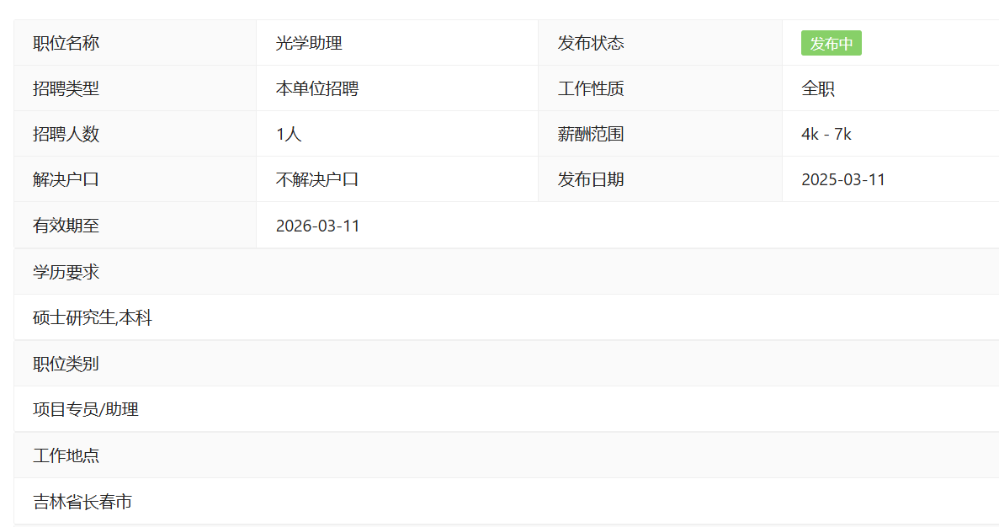 职位名称 光学助理 发布状态 发布中
招聘类型 本单位招聘 工作性质 全职
招聘人数 1人 薪酬范围 4k - 7k
解决户口 不解决户口 发布日期 2025-03-11
有效期至 2026-03-11
学历要求
硕士研究生,本科
职位类别
项目专员/助理
工作地点
吉林省长春市